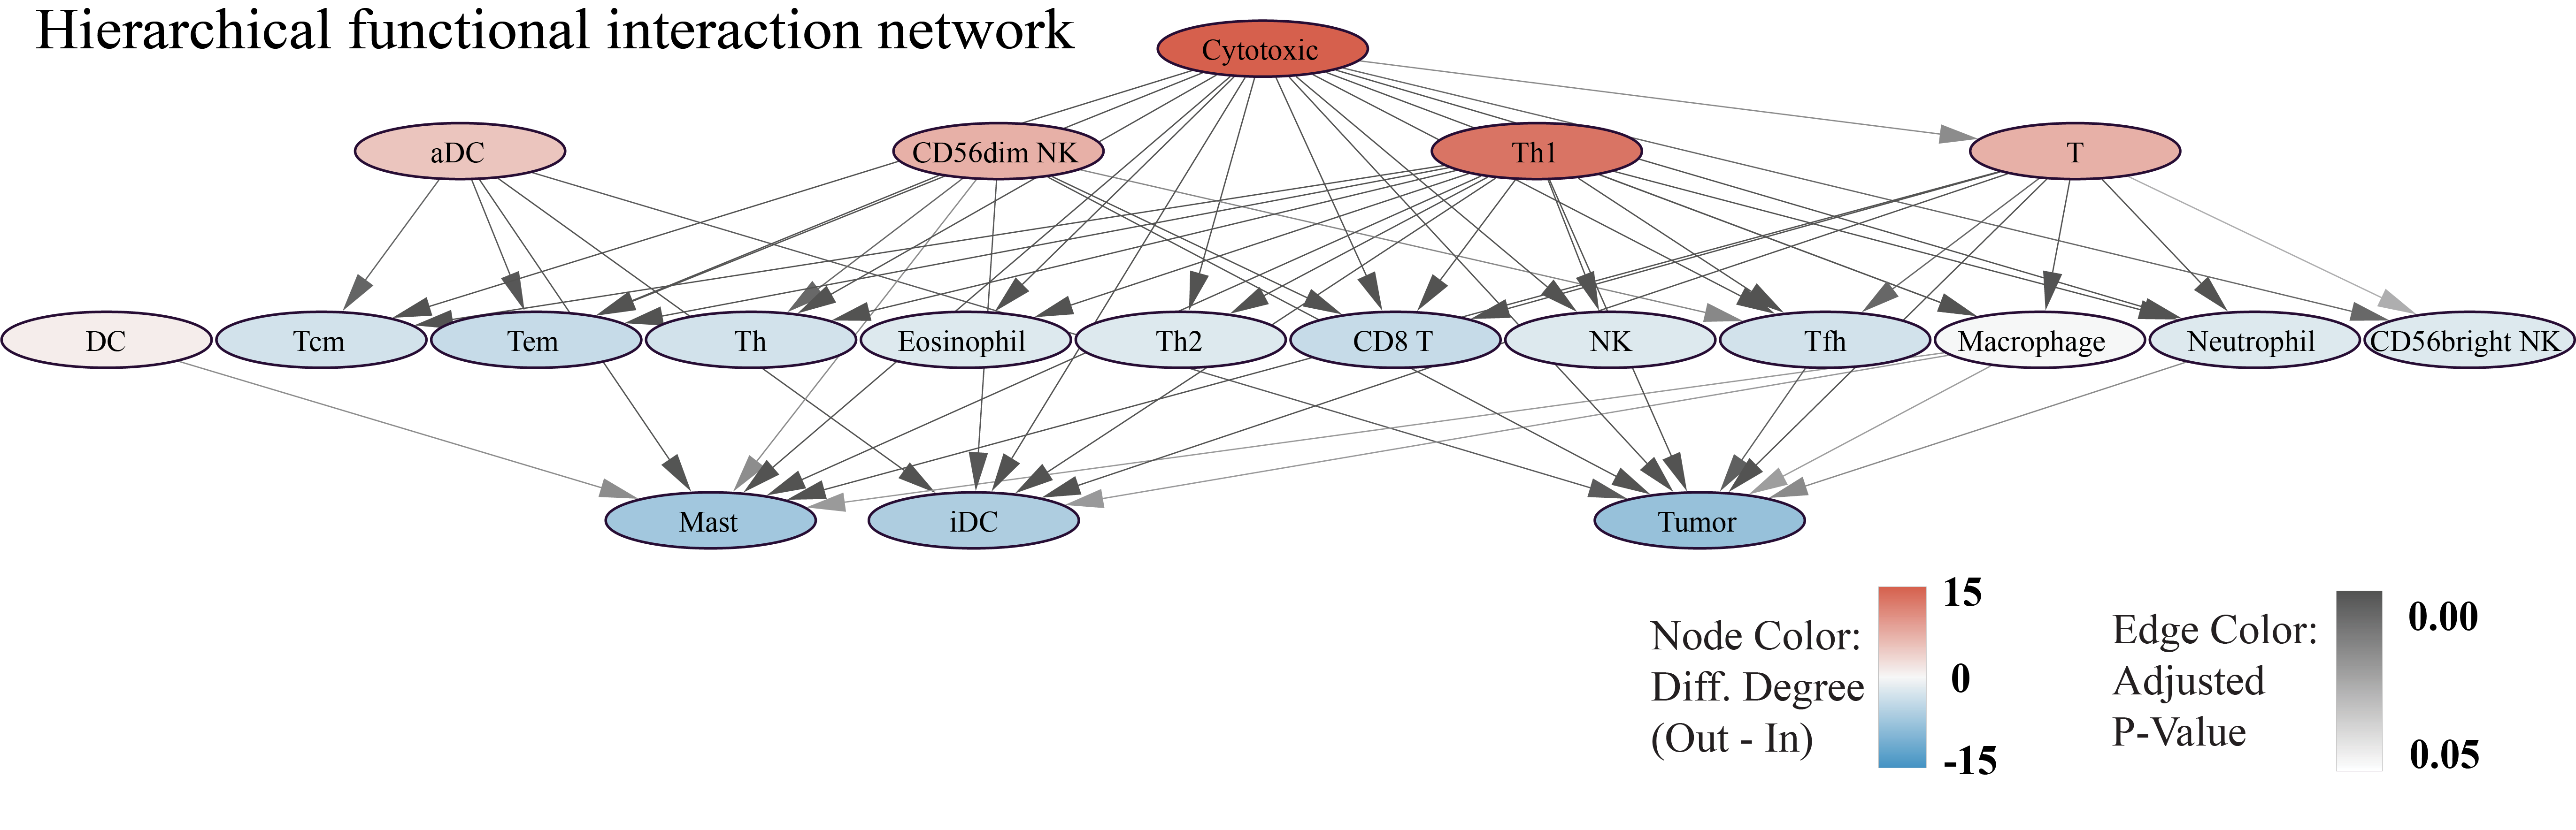 Hierarchical functional interaction network
Cytotoxic
aDC
CD56dim NK
Th1
T
DC
Tcm
Tem
Th
Eosinophil
Th2
CD8 T
NK
Tfh
Macrophage
Neutrophil
CD56bright NK
Mast
iDC
Tumor
Node Color:
Diff. Degree
(Out - In)
15
0
-15
Edge Color:
Adjusted
P-Value
0.00
0.05